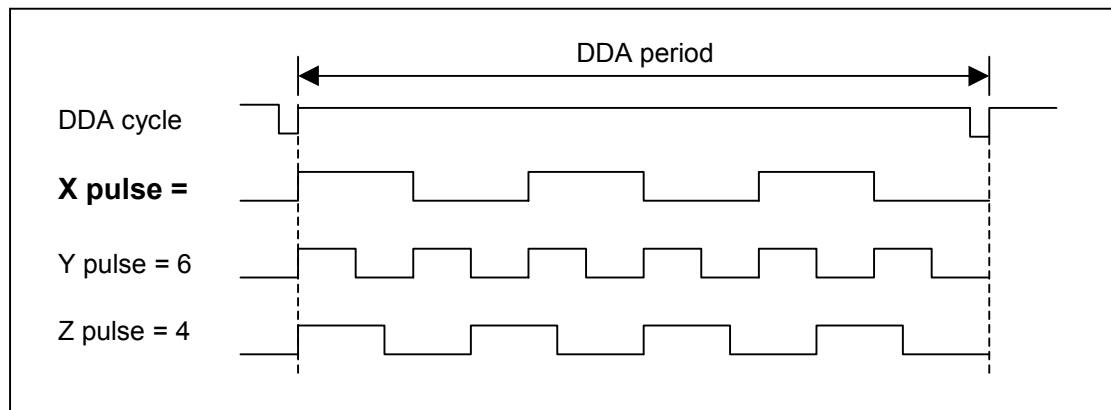 DDA period
DDA cycle
X pulse =
Y pulse = 6
Z pulse = 4